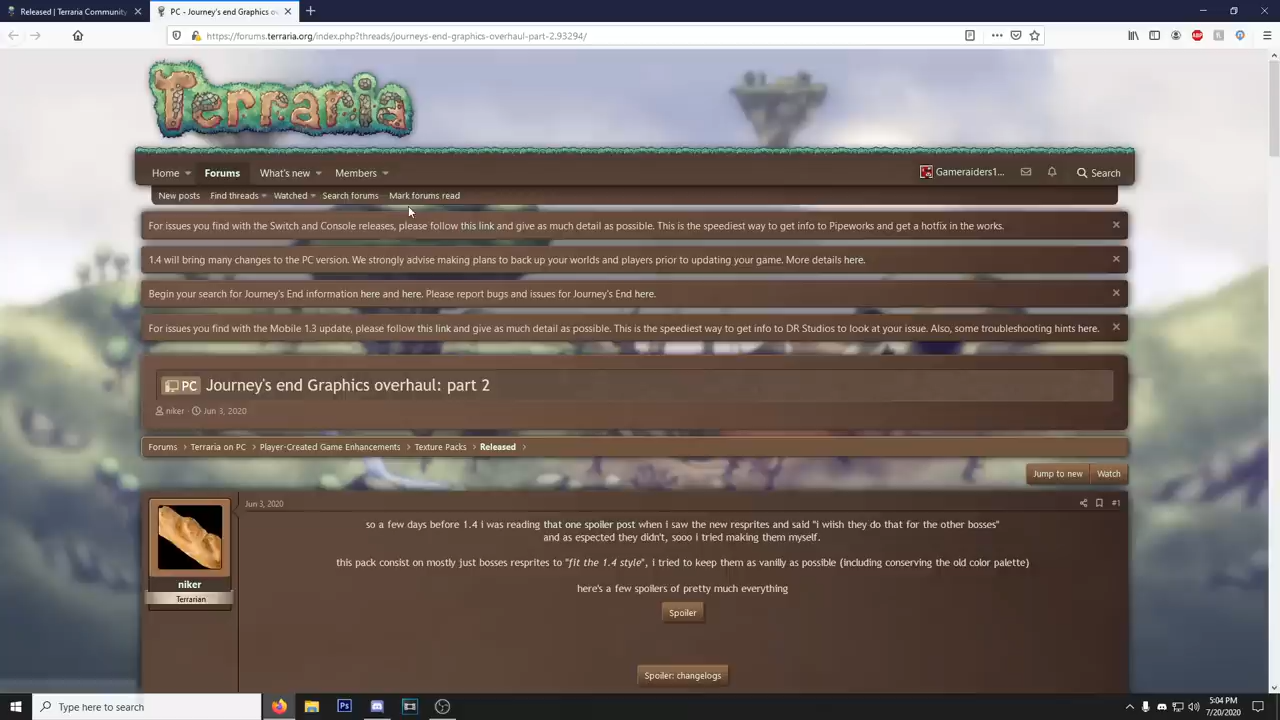 Released | Terraria Community
PC - Journey's end Graphics ov
https://forums.terraria.org/index.php?threads/journeys-end-graphics-overhaul-part-2.93294/
Terraria
Home
Forums
What's new
Members
Gameraiders1...
Search
New posts
Find threads
Watched
Search forums
Mark forums read
For issues you find with the Switch and Console releases, please follow this link and give as much detail as possible. This is the speediest way to get info to Pipeworks and get a hotfix in the works.
1.4 will bring many changes to the PC version. We strongly advise making plans to back up your worlds and players prior to updating your game. More details here.
Begin your search for Journey's End information here and here. Please report bugs and issues for Journey's End here.
For issues you find with the Mobile 1.3 update, please follow this link and give as much detail as possible. This is the speediest way to get info to DR Studios to look at your issue. Also, some troubleshooting hints here.
PC Journey's end Graphics overhaul: part 2
niker Jun 3, 2020
Forums Terraria on PC Player-Created Game Enhancements Texture Packs Released
Jump to new Watch
Jun 3, 2020
#1
so a few days before 1.4 i was reading that one spoiler post when i saw the new resprites and said "i wiish they do that for the other bosses"
and as espected they didn't, sooo i tried making them myself.
this pack consist on mostly just bosses resprites to "fit the 1.4 style", i tried to keep them as vanilly as possible (including conserving the old color palette)
niker
Terrarian
here's a few spoilers of pretty much everything
Spoiler
Spoiler: changelogs
Type here to search
Ps
5:04 PM
7/20/2020